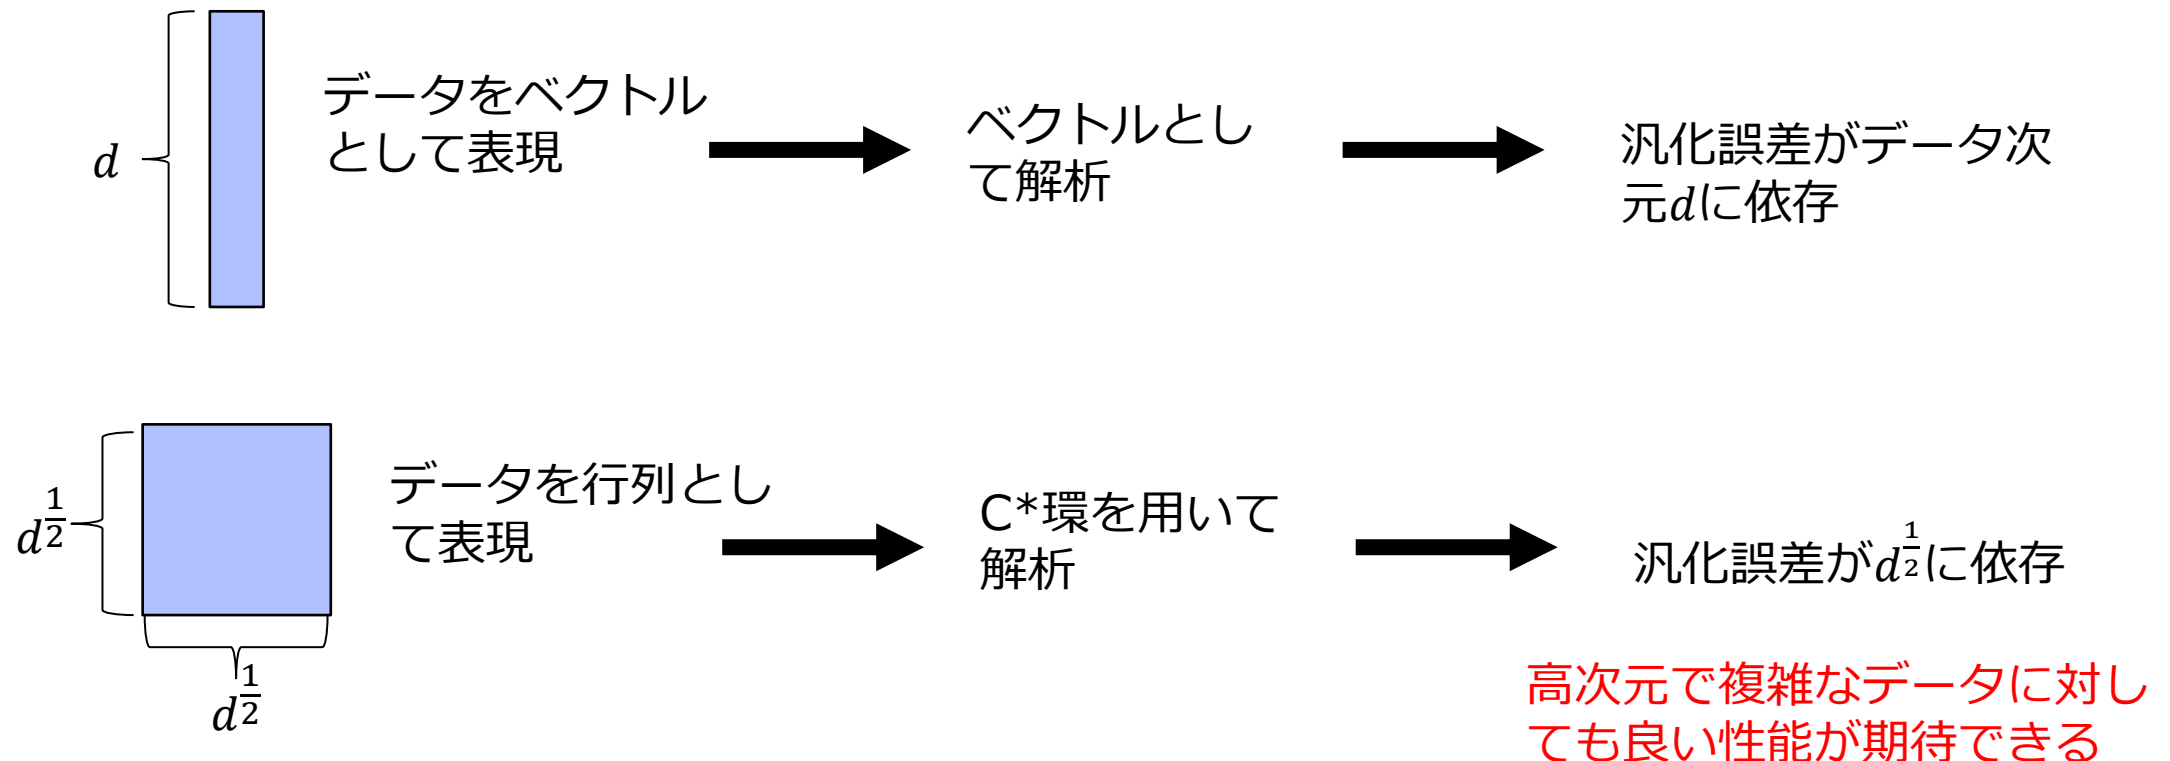 d
データをベクトル
として表現
ベクトルとし
て解析
汎化誤差がデータ次
元dに依存
d^{\frac{1}{2}}
d^{\frac{1}{2}}
データを行列とし
て表現
C*環を用いて
解析
汎化誤差がd^{\frac{1}{2}}に依存
高次元で複雑なデータに対し
ても良い性能が期待できる